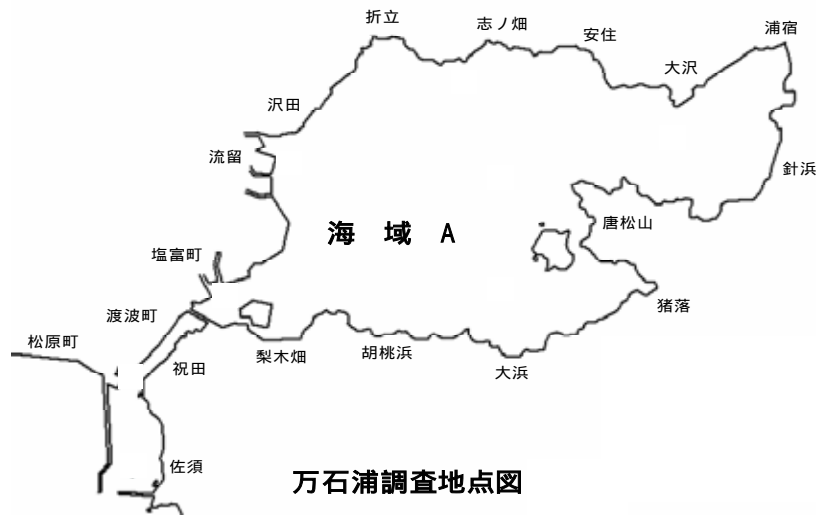 折立
志ノ畑
安住
浦宿
大沢
沢田
流留
針浜
海 域 A
唐松山
塩富町
猪落
渡波町
松原町
梨木畑
胡桃浜
祝田
大浜
佐須
万石浦調査地点図